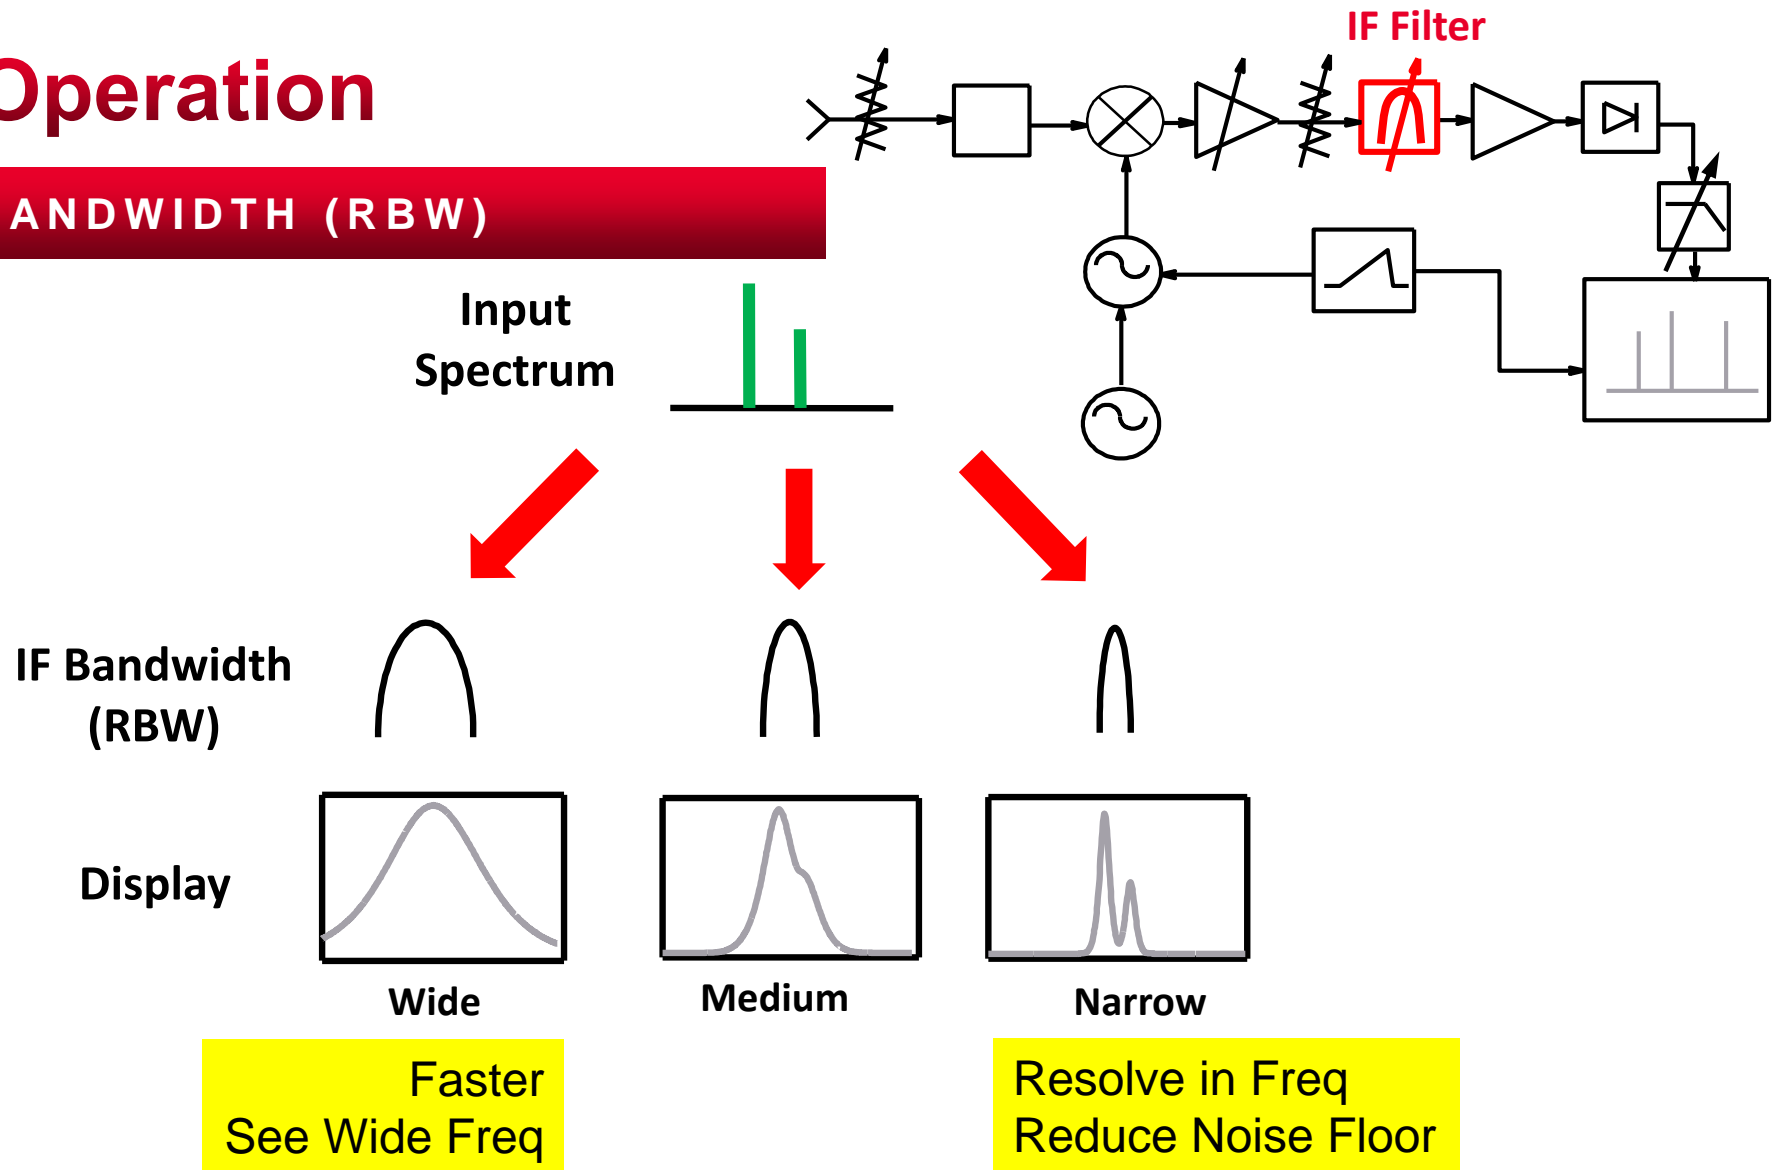 Operation
IF Filter
ANDWIDTH (RBW)
Input
Spectrum
IF Bandwidth
(RBW)
Display
Wide
Medium
Narrow
Faster
See Wide Freq
Resolve in Freq
Reduce Noise Floor